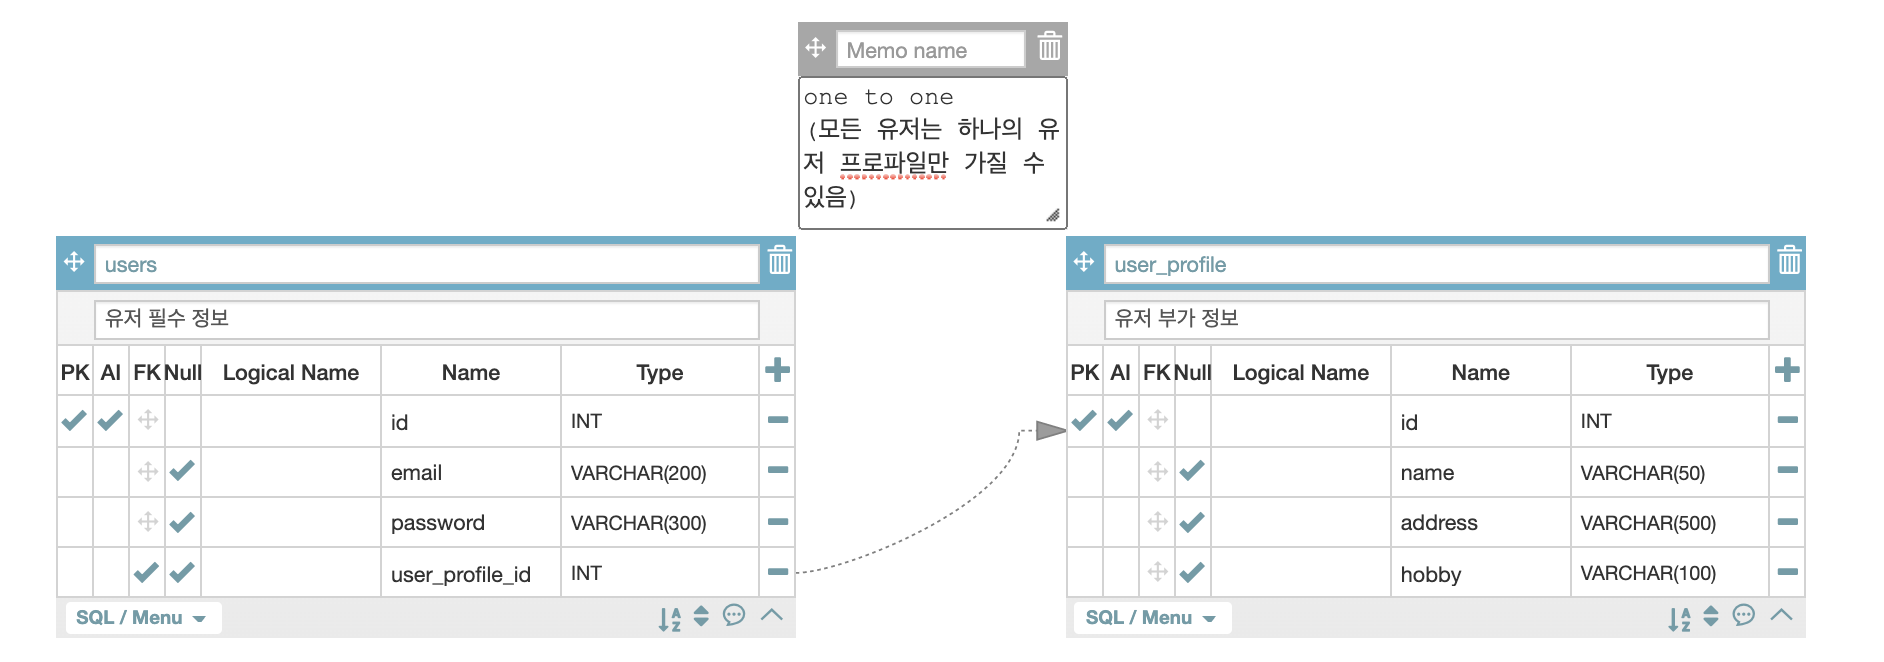 Memo name
one to one
(모든 유저는 하나의 유
저 프로파일만 가질 수
있음)
users
유저 필수 정보
PK AI FK Null Logical Name Name Type
id INT
email VARCHAR(200)
password VARCHAR(300)
user_profile_id INT
SQL / Menu
user_profile
유저 부가 정보
PK AI FK Null Logical Name Name Type
id INT
name VARCHAR(50)
address VARCHAR(500)
hobby VARCHAR(100)
SQL / Menu